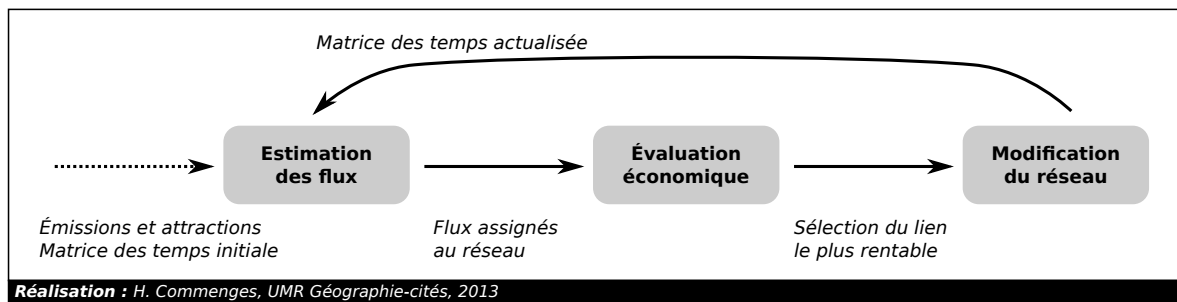 Matrice des temps actualisée
Estimation
des flux
Évaluation
économique
Modification
du réseau
Émissions et attractions
Matrice des temps initiale
Flux assignés
au réseau
Sélection du lien
le plus rentable
Réalisation : H. Commenges, UMR Géographie-cités, 2013